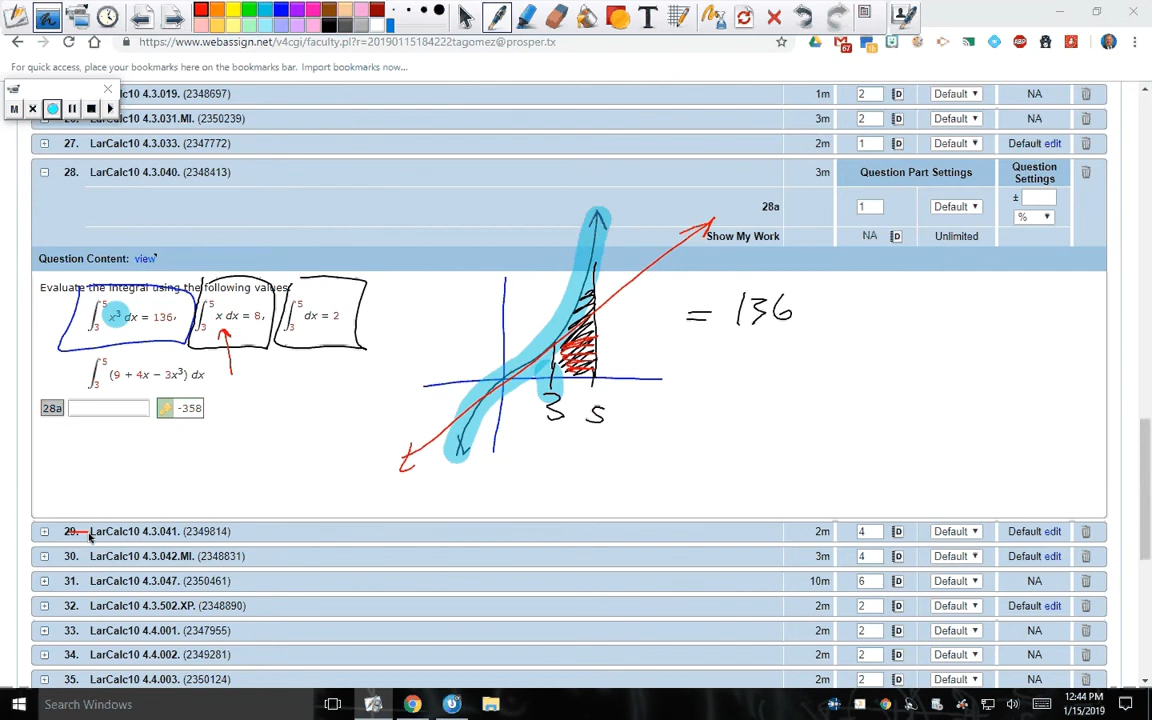 https://www.webassign.net/v4cgi/faculty.pl?r=20190115184222tagomez@prosper.tx
67
For quick access, place your bookmarks here on the bookmarks bar. Import bookmarks now...
M
LarCalc10 4.3.019. (2348697) 1m 2 Default NA
LarCalc10 4.3.031.MI. (2350239) 3m 2 Default NA
27. LarCalc10 4.3.033. (2347772) 2m 1 Default Default edit
28. LarCalc10 4.3.040. (2348413) 3m Question Part Settings Question Settings
28a 1 Default ± %
Show My Work NA Unlimited
Question Content: view
Evaluate the integral using the following values
∫₃⁵ x³ dx = 136, ∫₃⁵ x dx = 8, ∫₃⁵ dx = 2
∫₃⁵ (9 + 4x − 3x³) dx
28a -358
= 136
3 5
29. LarCalc10 4.3.041. (2349814) 2m 4 Default Default edit
30. LarCalc10 4.3.042.MI. (2348831) 3m 4 Default Default edit
31. LarCalc10 4.3.047. (2350461) 10m 6 Default NA
32. LarCalc10 4.3.502.XP. (2348890) 2m 2 Default Default edit
33. LarCalc10 4.4.001. (2347955) 2m 2 Default NA
34. LarCalc10 4.4.002. (2349281) 2m 2 Default NA
35. LarCalc10 4.4.003. (2350124) 2m 2 Default NA
Search Windows
12:44 PM
1/15/2019